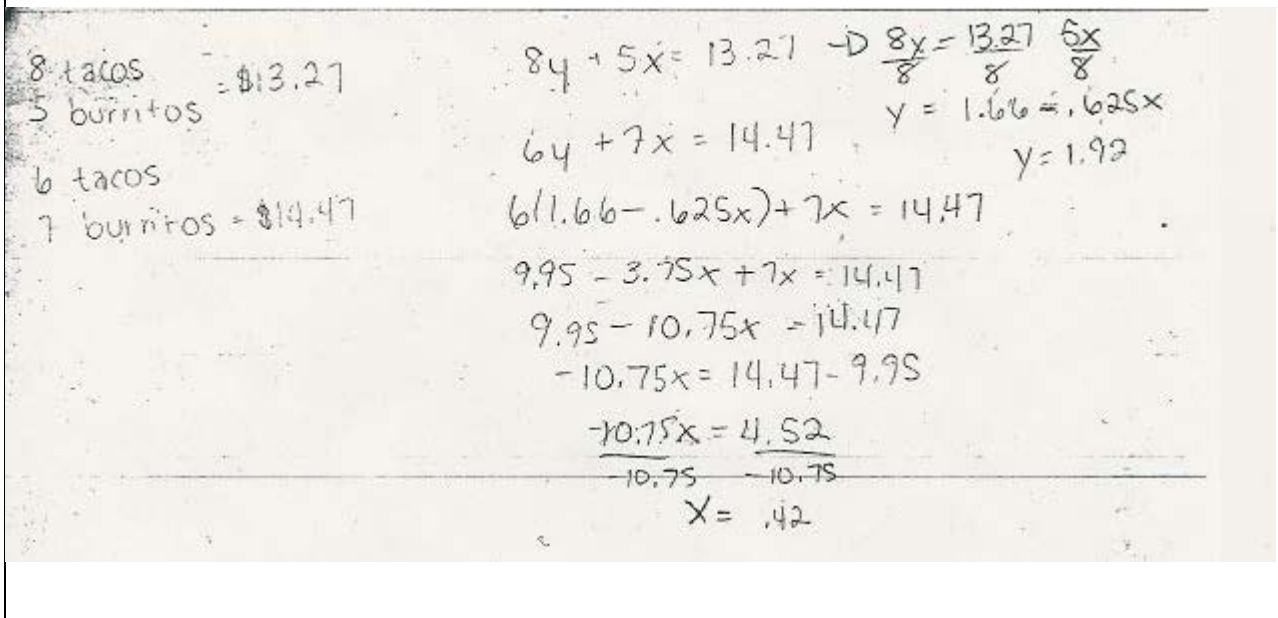 8 tacos
5 burritos = $13.27
6 tacos
7 burritos = $14.47
8y + 5x = 13.27 → 8y/8 = 13.27/8 5x/8
y = 1.66 - .625x
y = 1.92
6y + 7x = 14.47
6(1.66 - .625x) + 7x = 14.47
9.95 - 3.75x + 7x = 14.47
9.95 - 10.75x = 14.47
-10.75x = 14.47 - 9.95
-10.75x = 4.52
-10.75 -10.75
x = .42